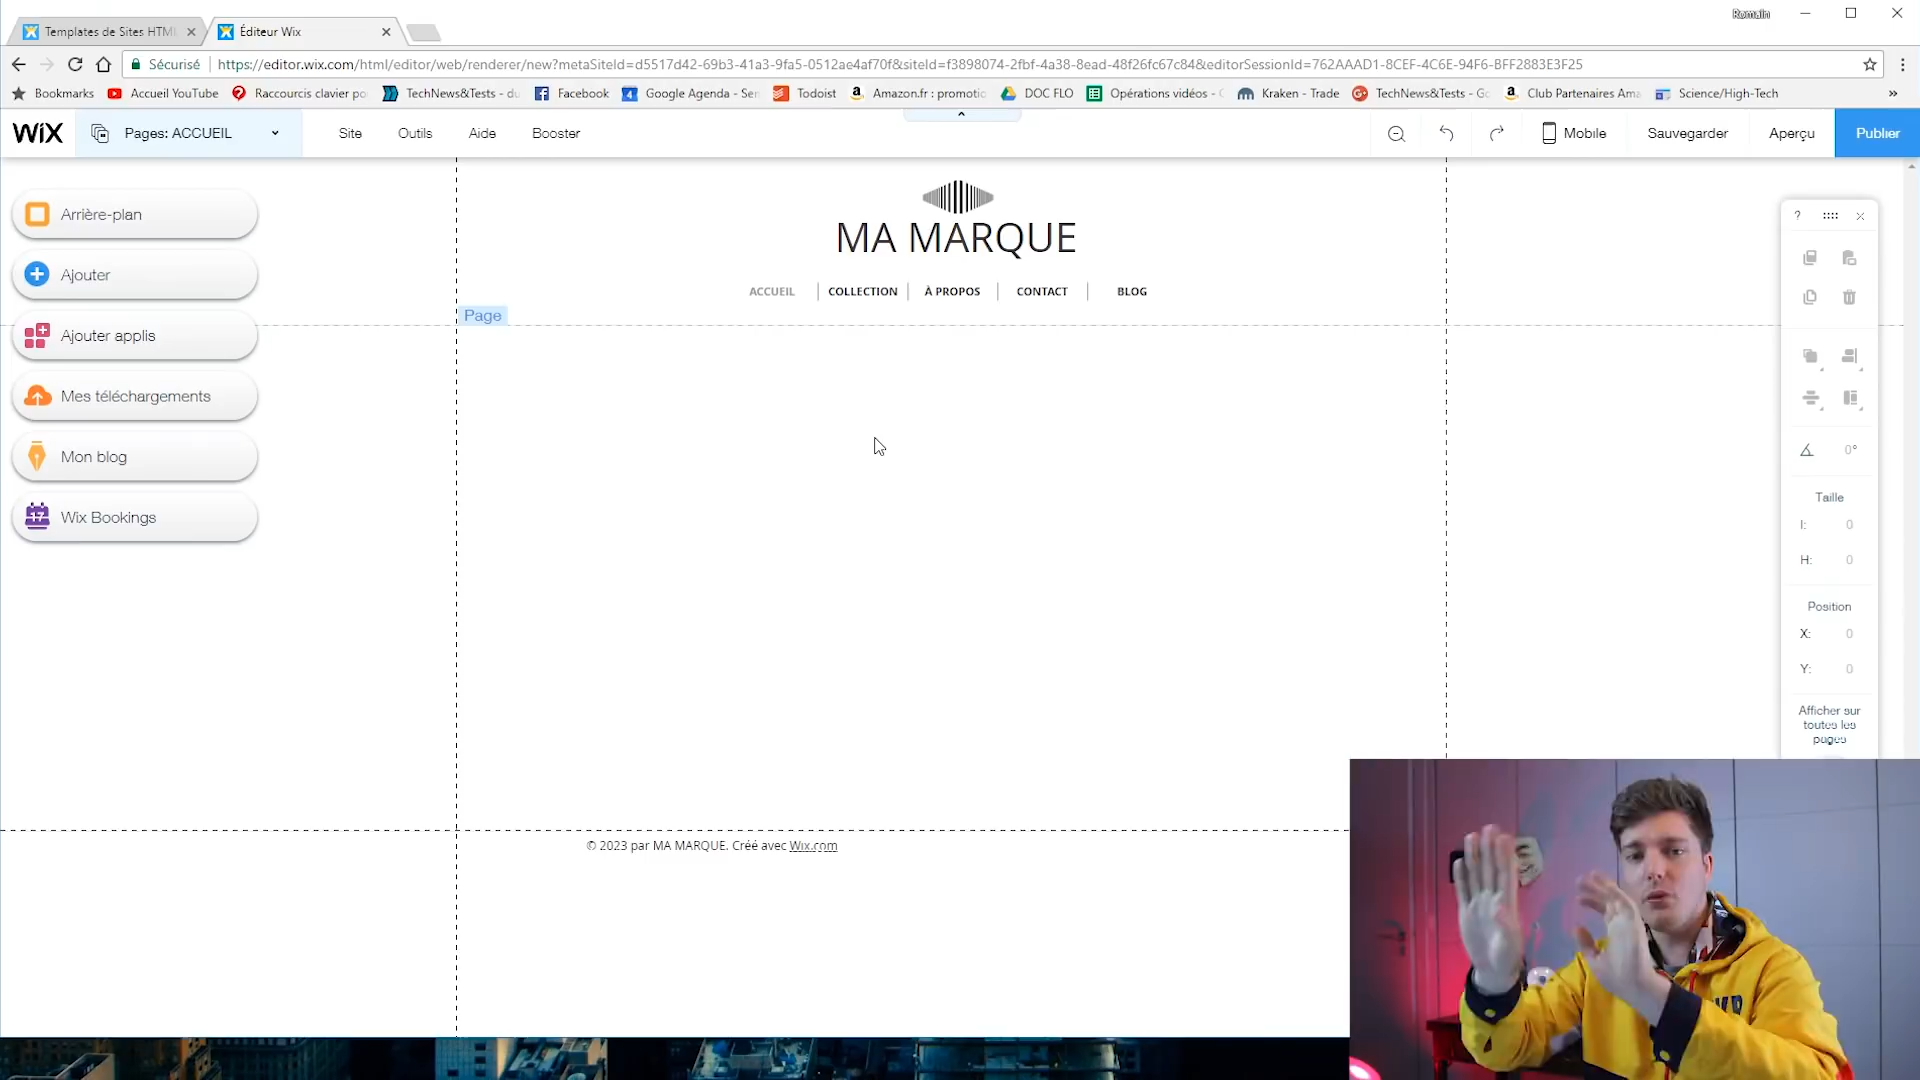 Romain
Templates de Sites HTML
Éditeur Wix
Sécurisé
https://editor.wix.com/html/editor/web/renderer/new?metaSiteId=d5517d42-69b3-41a3-9fa5-0512ae4af70f&siteId=f3898074-2fbf-4a38-8ead-48f26fc67c84&editorSessionId=762AAAD1-8CEF-4C6E-94F6-BFF2883E3F25
Bookmarks
Accueil YouTube
Raccourcis clavier po
TechNews&Tests - du
Facebook
Google Agenda - Sem
Todoist
Amazon.fr : promotio
DOC FLO
Opérations vidéos - 
Kraken - Trade
TechNews&Tests - Go
Club Partenaires Ama
Science/High-Tech
WiX
Pages: ACCUEIL
Site
Outils
Aide
Booster
Mobile
Sauvegarder
Aperçu
Publier
Arrière-plan
Ajouter
Ajouter applis
Mes téléchargements
Mon blog
17
Wix Bookings
MA MARQUE
ACCUEIL
COLLECTION
À PROPOS
CONTACT
BLOG
Page
© 2023 par MA MARQUE. Créé avec Wix.com
?
0°
Taille
l: 0
H: 0
Position
X: 0
Y: 0
Afficher sur
toutes les
pages